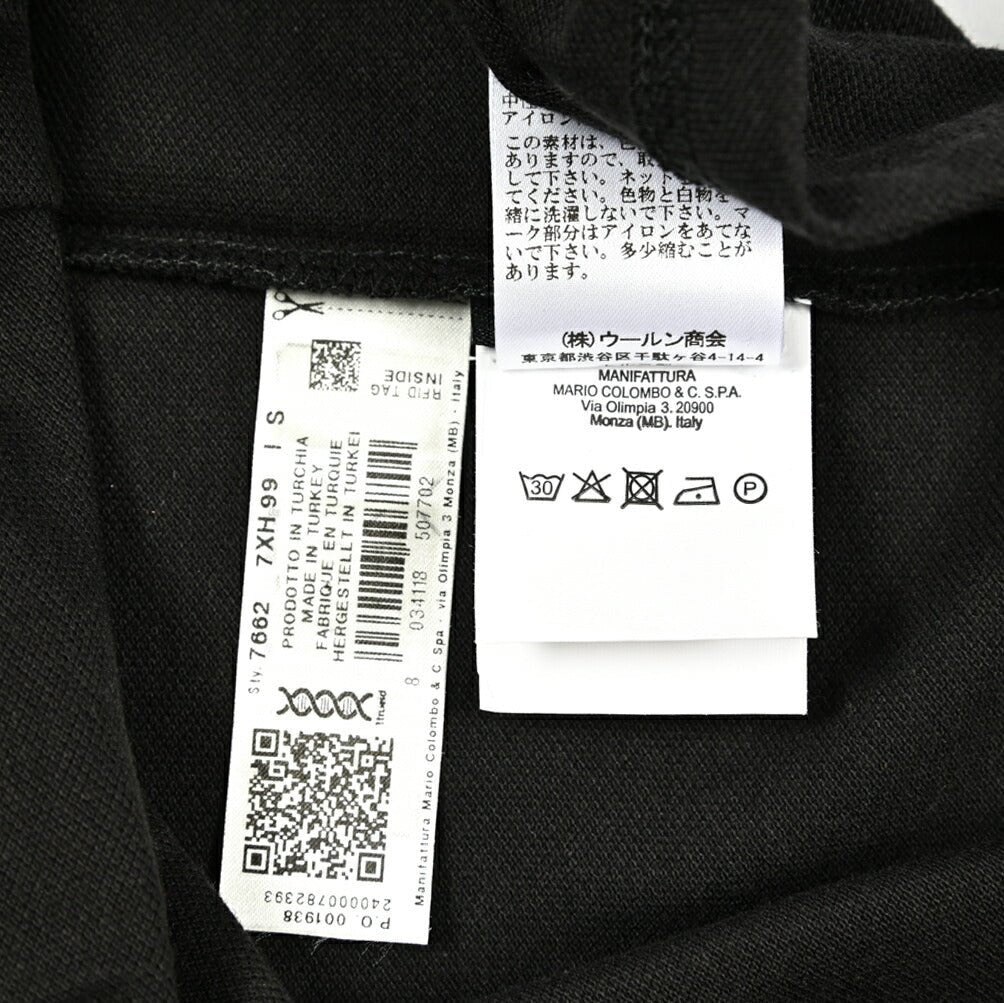 アイロン
この素材は、
ありますので、取
して下さい。ネット
てください。色物と白物を
緒に洗濯しないで下さい。マ
ーク部分はアイロンをあてな
いで下さい。多少縮むことが
あります。
(株)ウールン商会
東京都渋谷区千駄ヶ谷4-14-4
MANIFATTURA
MARIO COLOMBO & C. S.P.A.
Via Olimpia 3. 20900
Monza (MB). Italy
30
P
RFID TAG
INSIDE
Sty. 7662 7XH 99 I S
PRODOTTO IN TURCHIA
MADE IN TURKEY
FABRIQUE EN TURQUIE
HERGESTELLT IN TURKEI
8 034118 507702
Manifattura Mario Colombo & C Spa - via Olimpia 3 Monza (MB) - Italy
itrued
240000782393
P.O. 001938